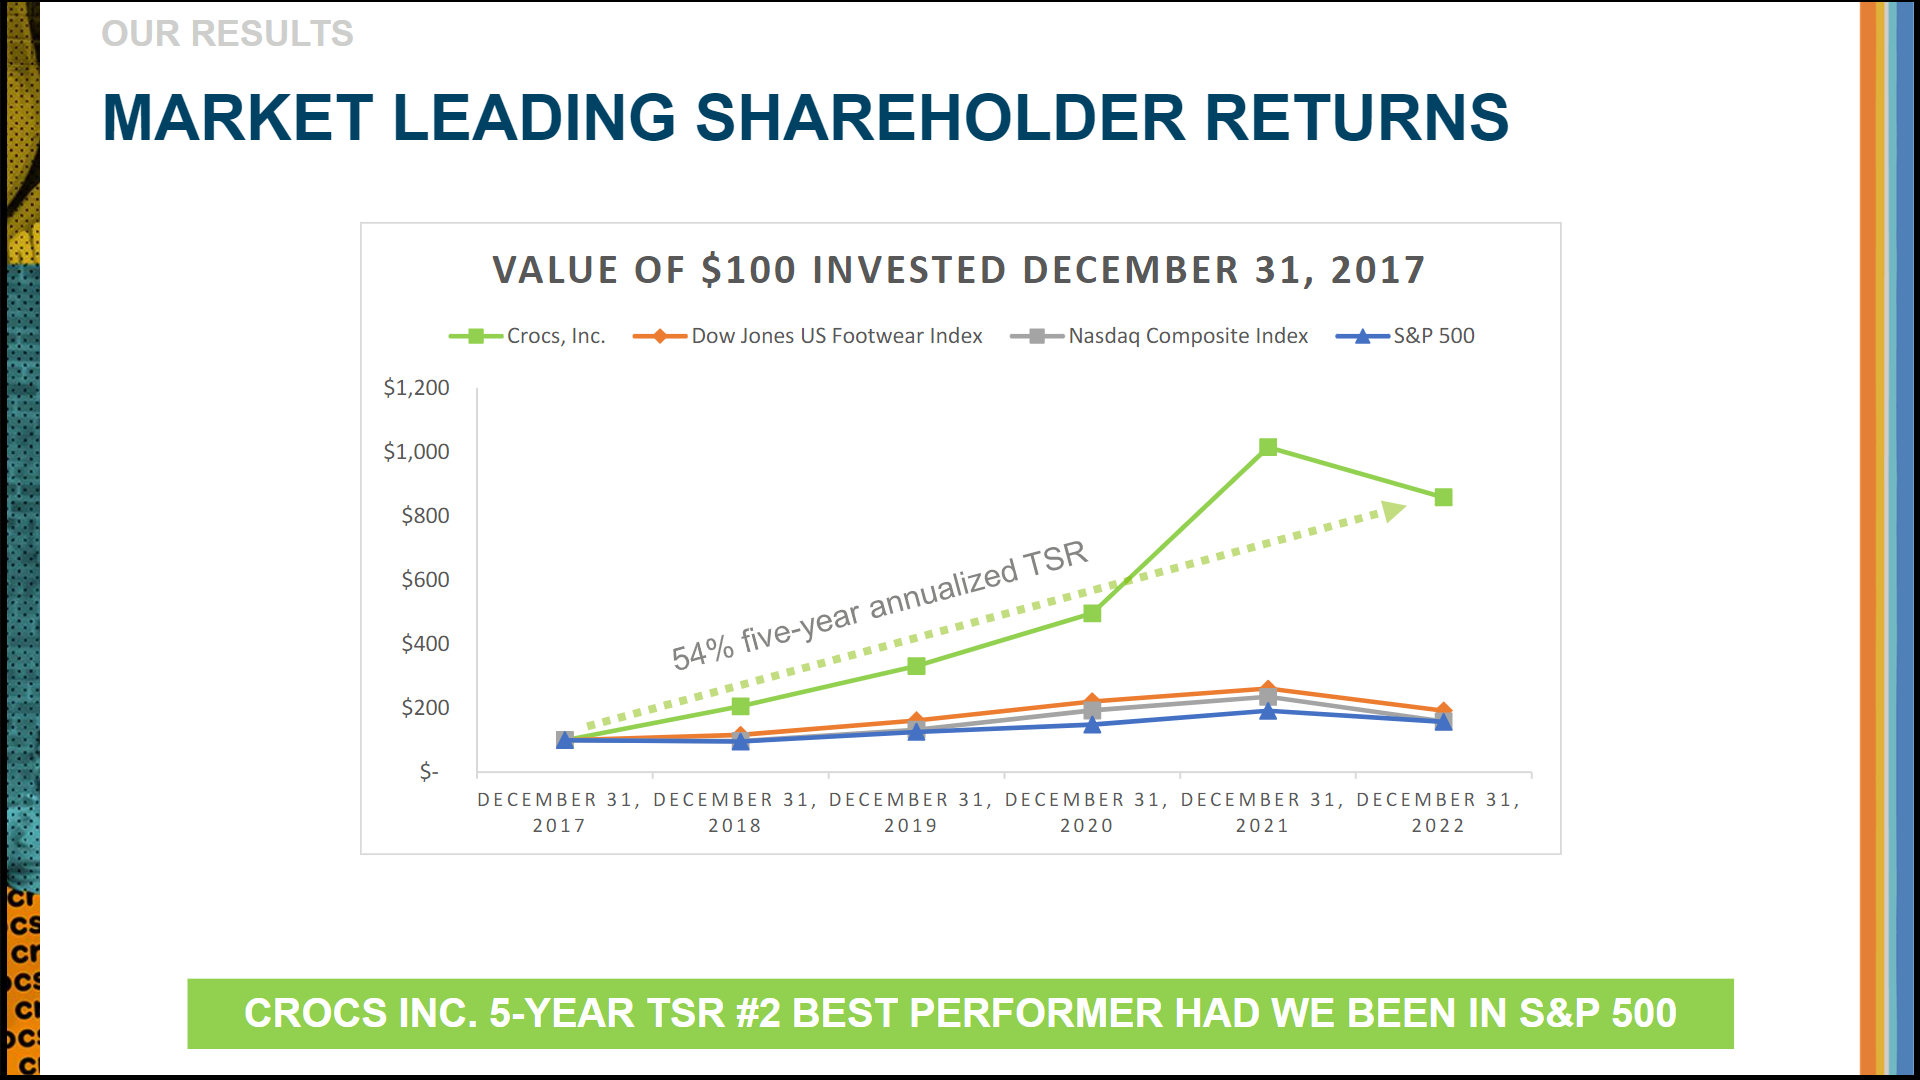 OUR RESULTS
MARKET LEADING SHAREHOLDER RETURNS
VALUE OF $100 INVESTED DECEMBER 31, 2017
Crocs, Inc. Dow Jones US Footwear Index Nasdaq Composite Index S&P 500
$1,200
$1,000
$800
$600
$400
$200
$-
54% five-year annualized TSR
DECEMBER 31, DECEMBER 31, DECEMBER 31, DECEMBER 31, DECEMBER 31, DECEMBER 31,
2017 2018 2019 2020 2021 2022
CROCS INC. 5-YEAR TSR #2 BEST PERFORMER HAD WE BEEN IN S&P 500